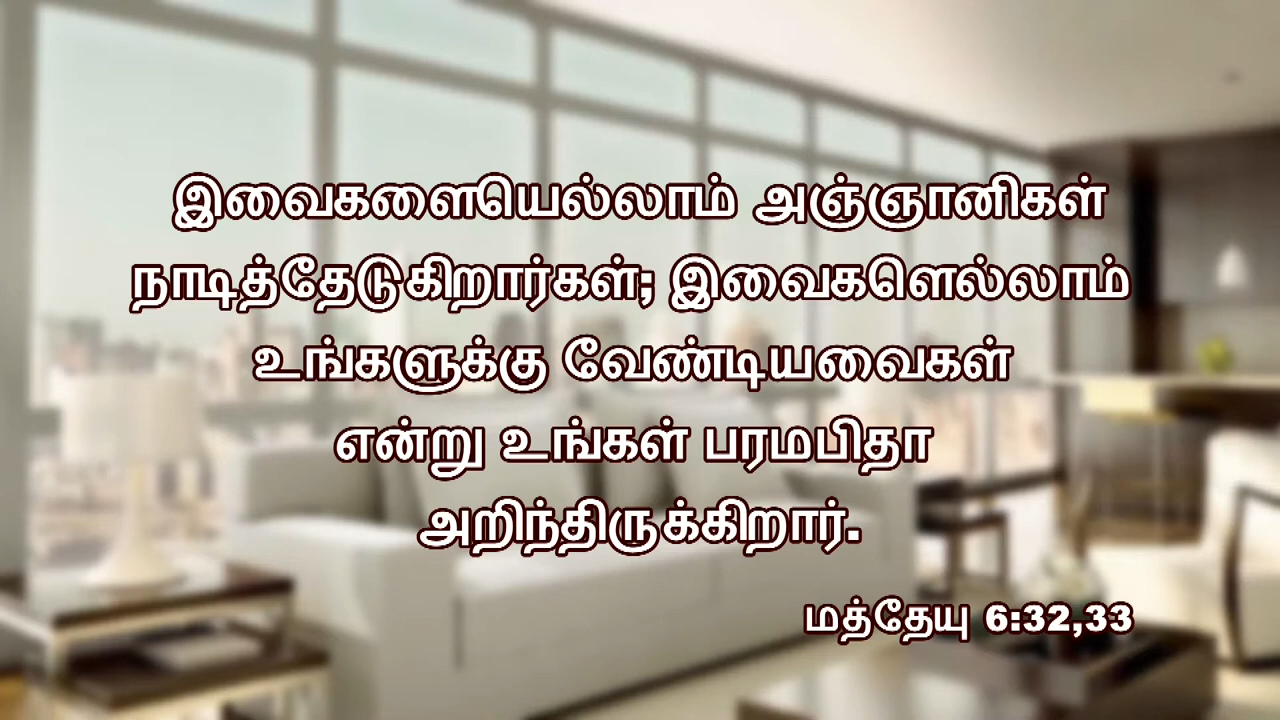 இவைகளையெல்லாம் அஞ்ஞானிகள்
நாடித்தேடுகிறார்கள்; இவைகளெல்லாம்
உங்களுக்கு வேண்டியவைகள்
என்று உங்கள் பரமபிதா
அறிந்திருக்கிறார்.
மத்தேயு 6:32,33